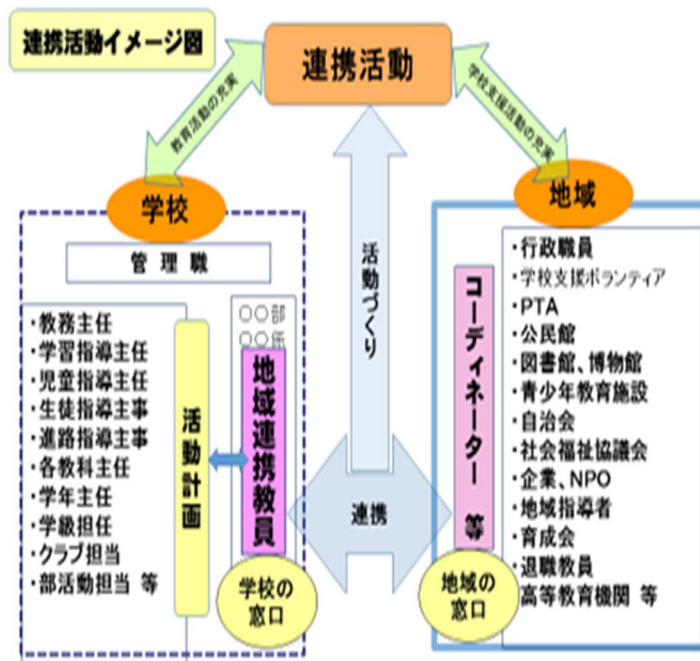 連携活動イメージ図
連携活動
教育活動の充実
学校支援活動の充実
学校
管理職
・教務主任
・学習指導主任
・児童指導主任
・生徒指導主事
・進路指導主事
・各教科主任
・学年主任
・学級担任
・クラブ担当
・部活動担当 等
活動計画
〇〇部
〇〇係
地域連携教員
学校の
窓口
活動づくり
連携
地域
コーディネーター 等
地域の
窓口
・行政職員
・学校支援ボランティア
・PTA
・公民館
・図書館、博物館
・青少年教育施設
・自治会
・社会福祉協議会
・企業、NPO
・地域指導者
・育成会
・退職教員
・高等教育機関 等